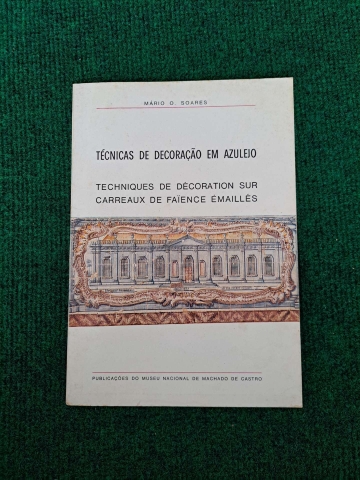 MÁRIO O. SOARES
TÉCNICAS DE DECORAÇÃO EM AZULEJO
TECHNIQUES DE DÉCORATION SUR
CARREAUX DE FAÏENCE ÉMAILLÉS
PUBLICAÇÕES DO MUSEU NACIONAL DE MACHADO DE CASTRO